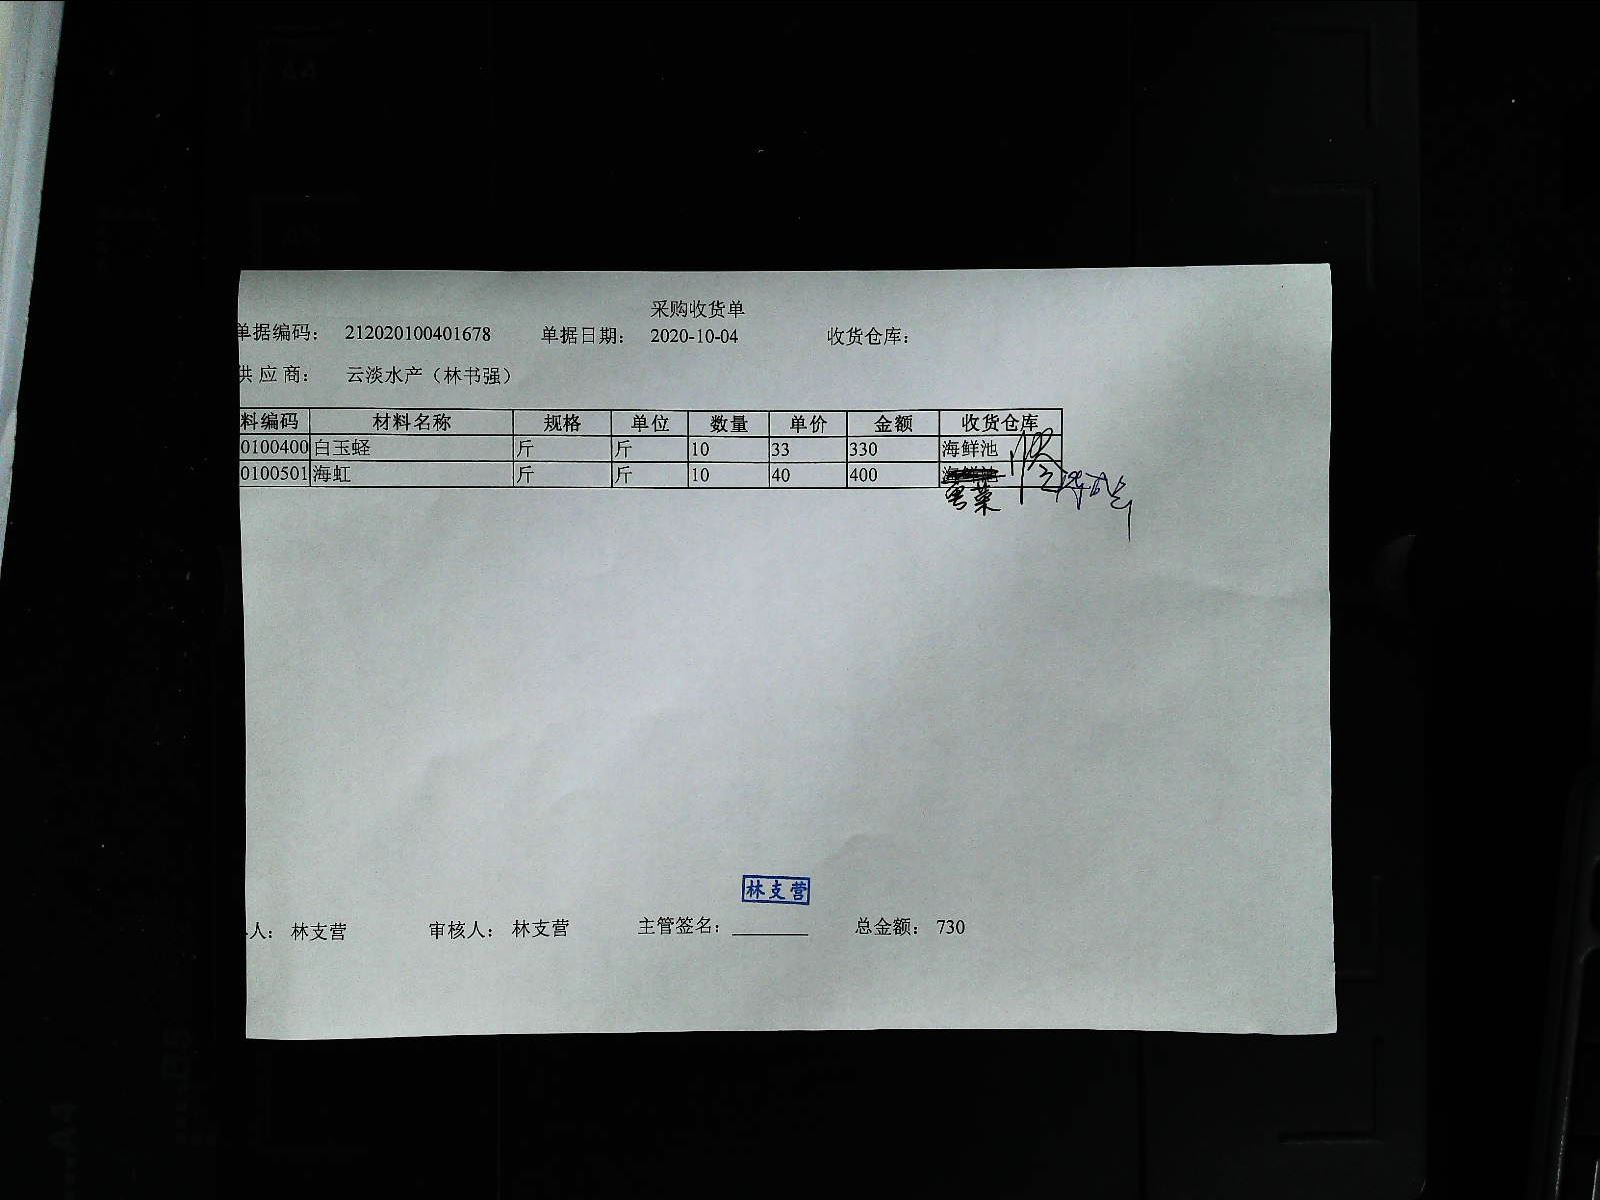 采购收货单
单据编码: 212020100401678 单据日期: 2020-10-04 收货仓库:
供应商: 云淡水产（林书强）
料编码 材料名称 规格 单位 数量 单价 金额 收货仓库
0100400 白玉蛏 斤 斤 10 33 330 海鲜池
0100501 海虹 斤 斤 10 40 400
林支营
人: 林支营 审核人: 林支营 主管签名: 总金额: 730